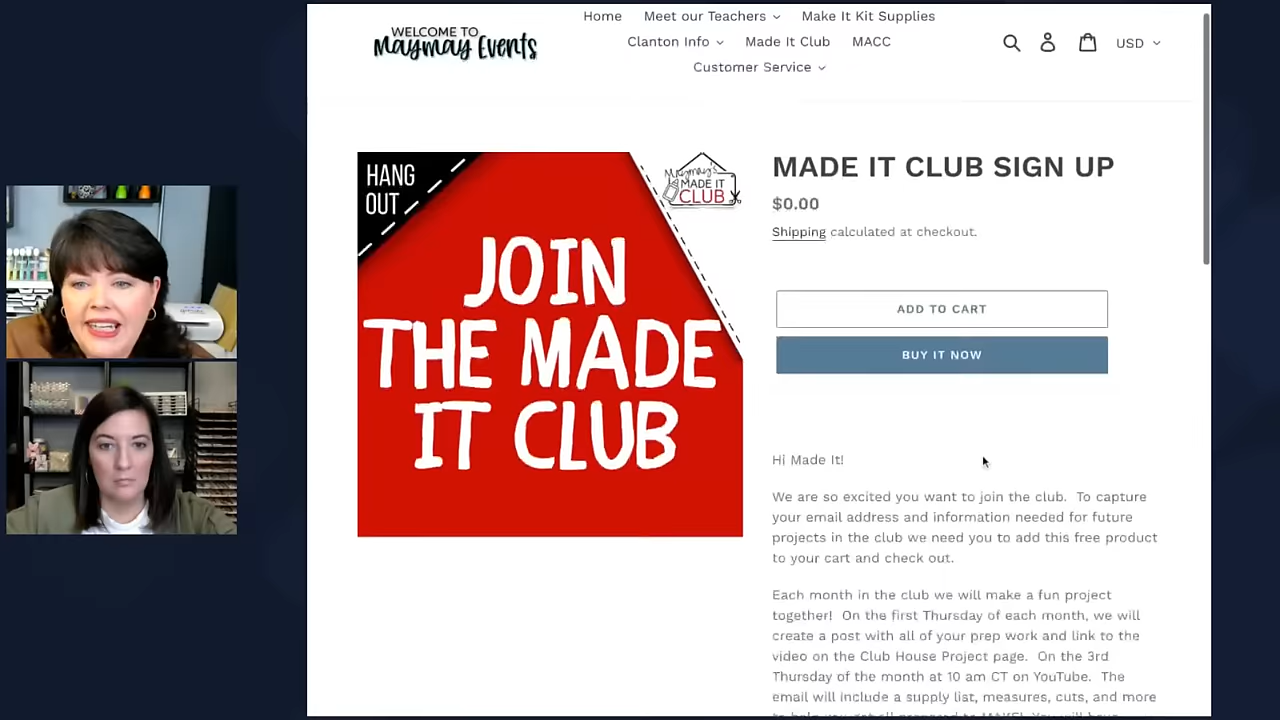 WELCOME TO
Maymay Events
Home
Meet our Teachers
Make It Kit Supplies
Clanton Info
Made It Club
MACC
Customer Service
USD
HANG
OUT
Maymay's
MADE IT
CLUB
JOIN
THE MADE
IT CLUB
MADE IT CLUB SIGN UP
$0.00
Shipping calculated at checkout.
ADD TO CART
BUY IT NOW
Hi Made It!
We are so excited you want to join the club. To capture
your email address and information needed for future
projects in the club we need you to add this free product
to your cart and check out.
Each month in the club we will make a fun project
together! On the first Thursday of each month, we will
create a post with all of your prep work and link to the
video on the Club House Project page. On the 3rd
Thursday of the month at 10 am CT on YouTube. The
email will include a supply list, measures, cuts, and more